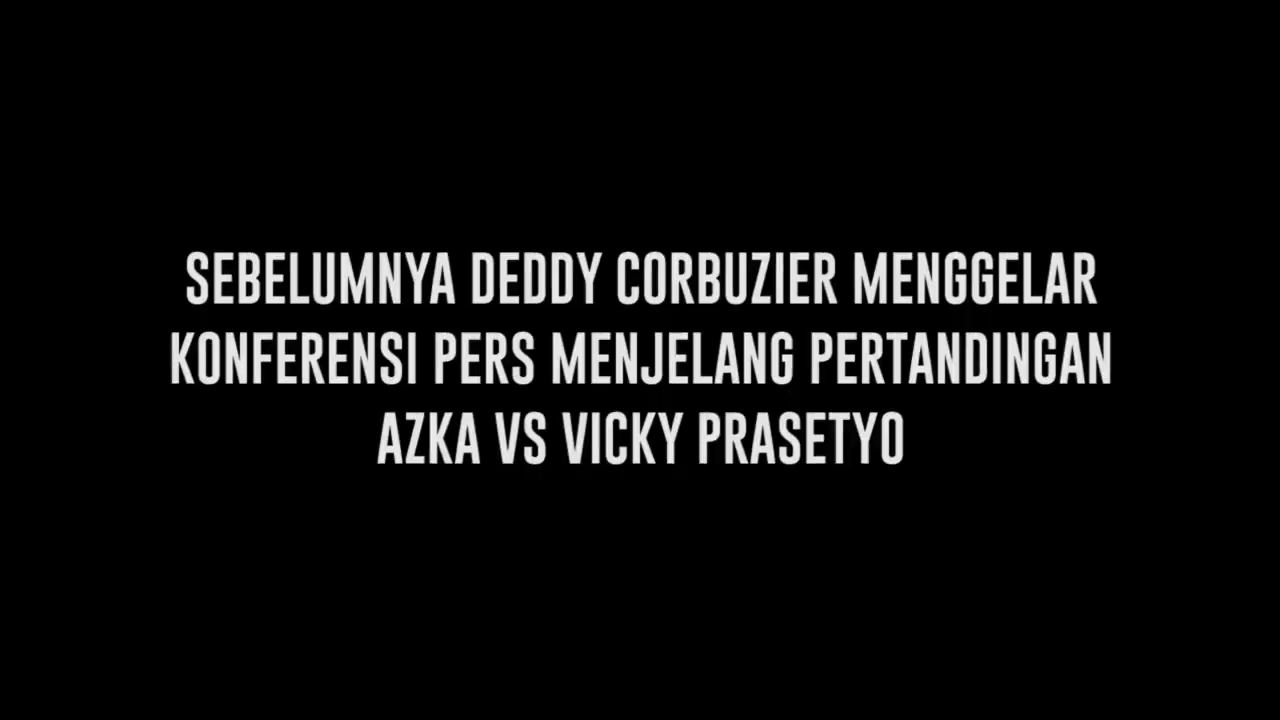 SEBELUMNYA DEDDY CORBUZIER MENGGELAR
KONFERENSI PERS MENJELANG PERTANDINGAN
AZKA VS VICKY PRASETYO